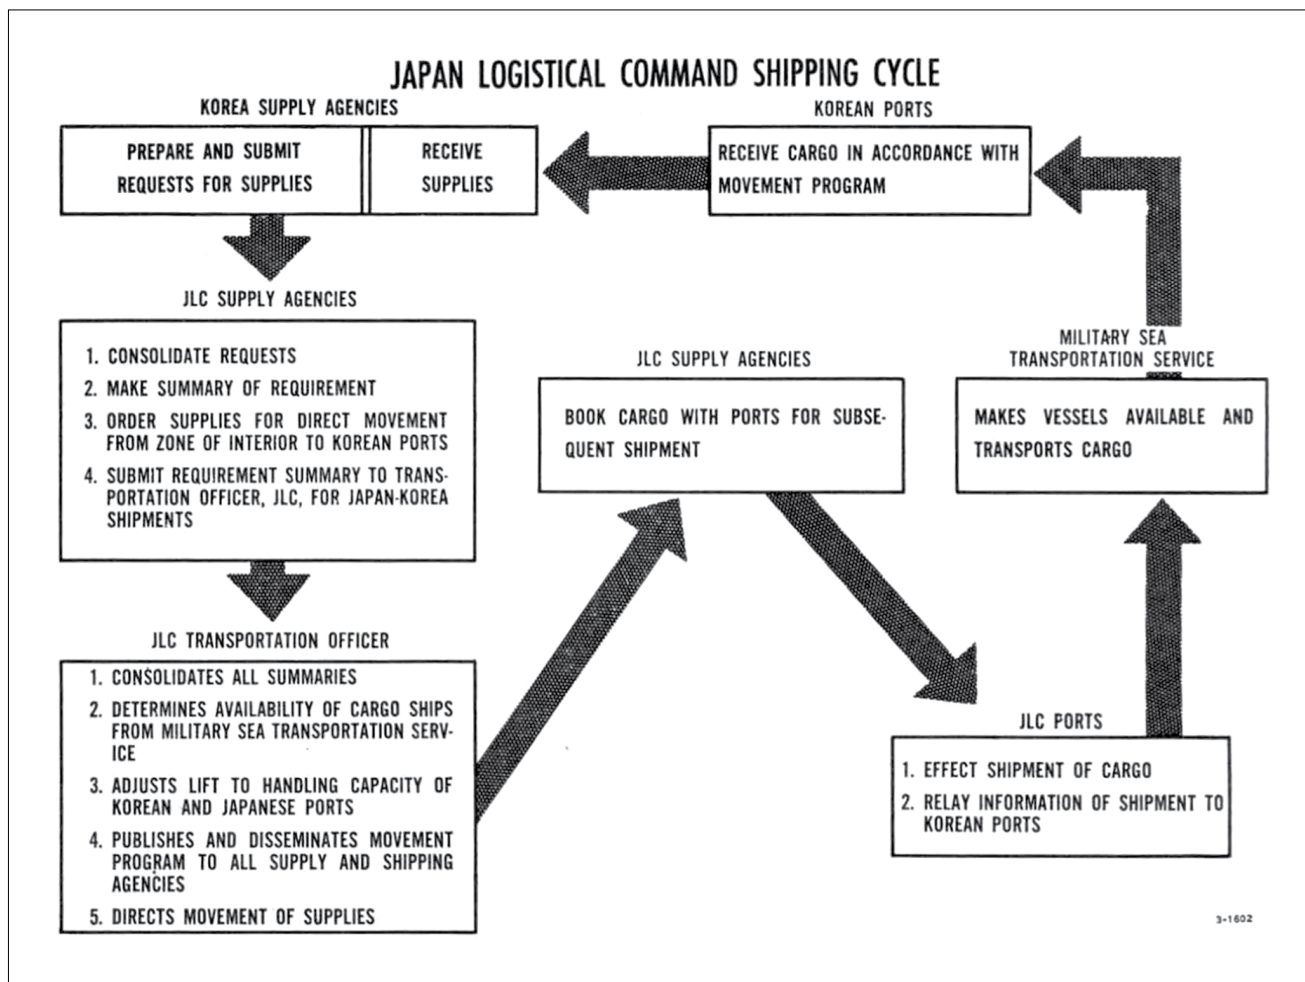 JAPAN LOGISTICAL COMMAND SHIPPING CYCLE
KOREA SUPPLY AGENCIES
PREPARE AND SUBMIT
REQUESTS FOR SUPPLIES
RECEIVE
SUPPLIES
KOREAN PORTS
RECEIVE CARGO IN ACCORDANCE WITH
MOVEMENT PROGRAM
JLC SUPPLY AGENCIES
1. CONSOLIDATE REQUESTS
2. MAKE SUMMARY OF REQUIREMENT
3. ORDER SUPPLIES FOR DIRECT MOVEMENT
FROM ZONE OF INTERIOR TO KOREAN PORTS
4. SUBMIT REQUIREMENT SUMMARY TO TRANS-
PORTATION OFFICER, JLC, FOR JAPAN-KOREA
SHIPMENTS
JLC TRANSPORTATION OFFICER
1. CONSOLIDATES ALL SUMMARIES
2. DETERMINES AVAILABILITY OF CARGO SHIPS
FROM MILITARY SEA TRANSPORTATION SERV-
ICE
3. ADJUSTS LIFT TO HANDLING CAPACITY OF
KOREAN AND JAPANESE PORTS
4. PUBLISHES AND DISSEMINATES MOVEMENT
PROGRAM TO ALL SUPPLY AND SHIPPING
AGENCIES
5. DIRECTS MOVEMENT OF SUPPLIES
JLC SUPPLY AGENCIES
BOOK CARGO WITH PORTS FOR SUBSE-
QUENT SHIPMENT
JLC PORTS
1. EFFECT SHIPMENT OF CARGO
2. RELAY INFORMATION OF SHIPMENT TO
KOREAN PORTS
MILITARY SEA
TRANSPORTATION SERVICE
MAKES VESSELS AVAILABLE AND
TRANSPORTS CARGO
3-1602